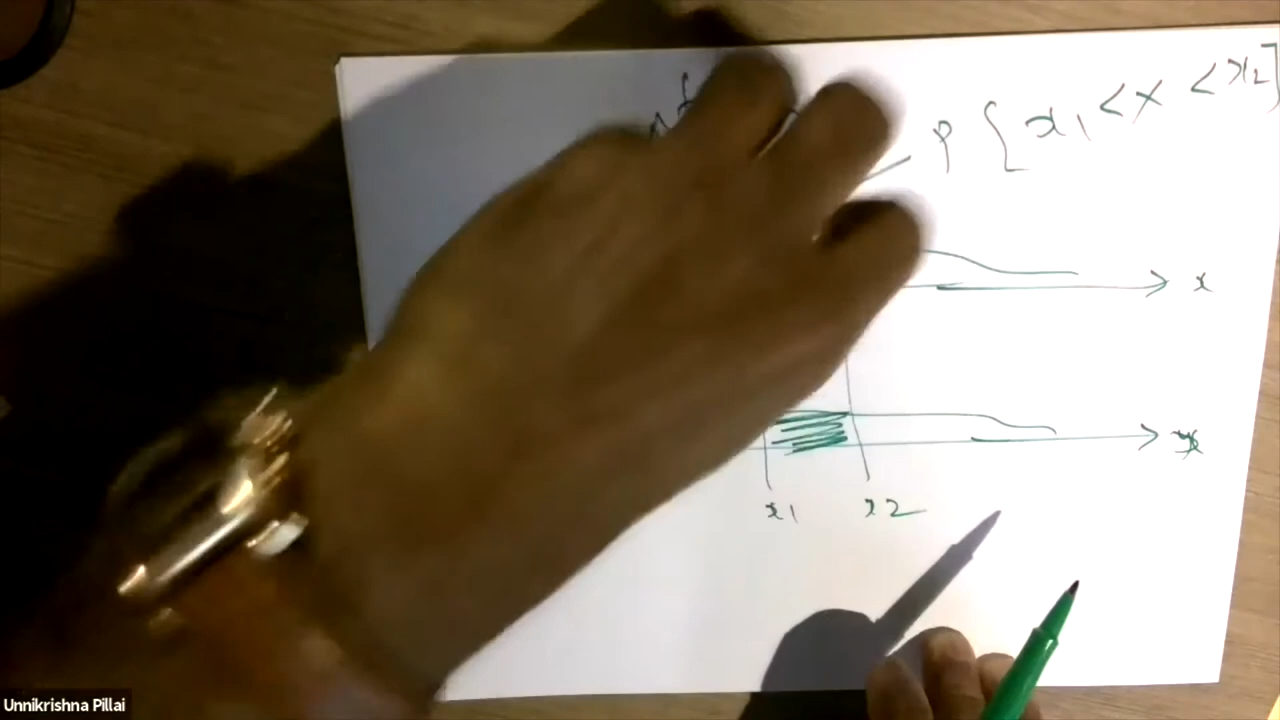 f
P { x1 < X < x2 ]
x
x1 x2
Unnikrishna Pillai